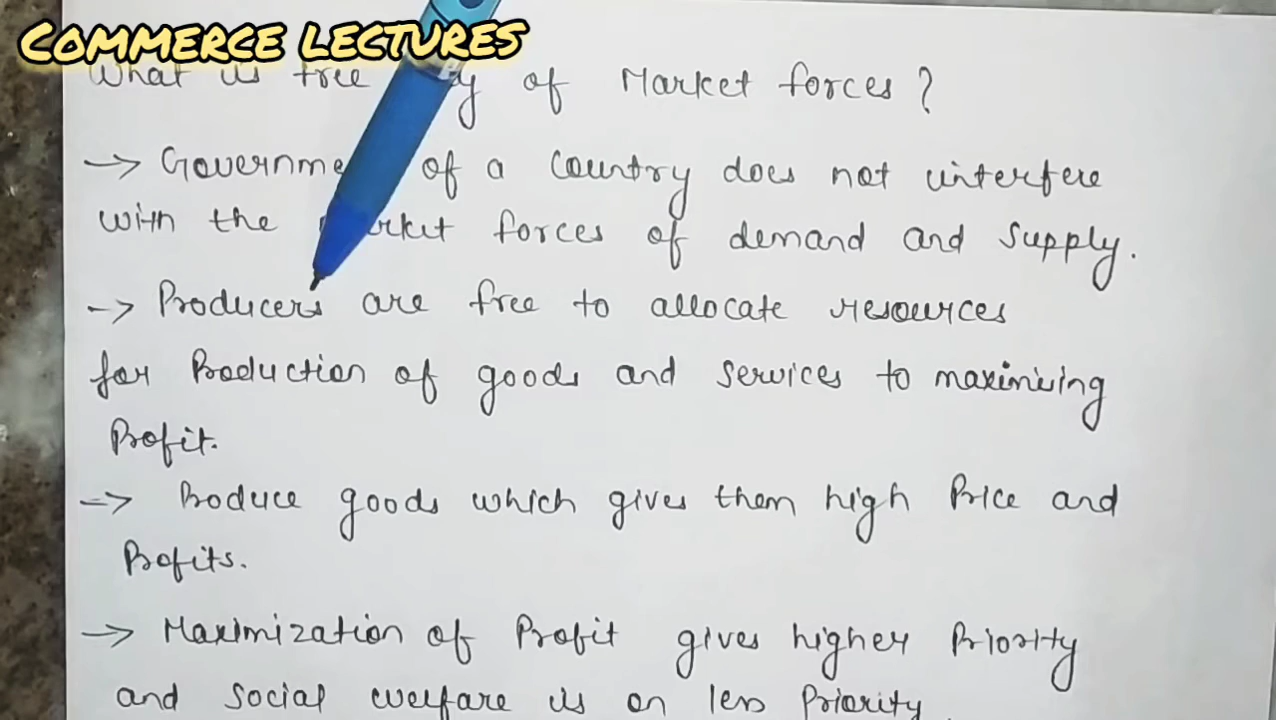 COMMERCE LECTURES
What is free of Market forces ?
→ Governme of a country does not interfere
with the rket forces of demand and supply.
→ Producers are free to allocate resources
for Production of goods and services to maximizing
Profit.
→ Produce goods which gives them high Price and
Profits.
→ Maximization of Profit gives higher Priority
and social welfare is on less Priority.